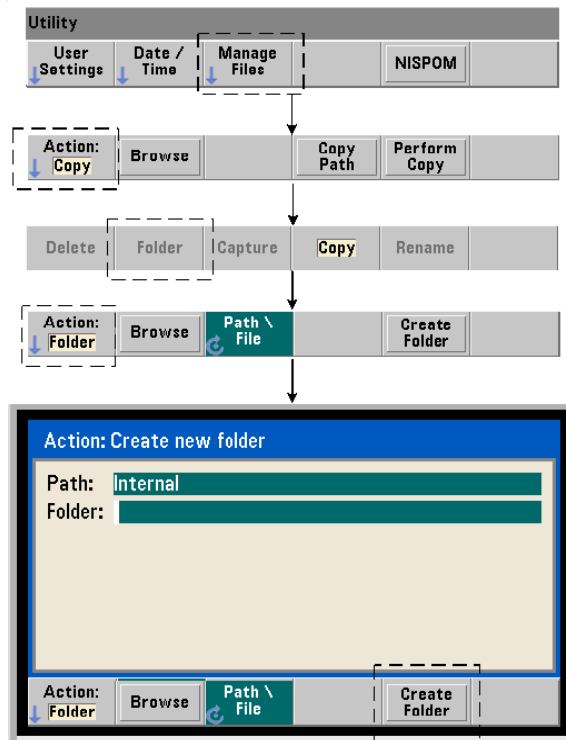 Utility
User Settings
Date / Time
Manage Files
NISPOM
Action: Copy
Browse
Copy Path
Perform Copy
Delete
Folder
Capture
Copy
Rename
Action: Folder
Browse
Path \ File
Create Folder
Action: Create new folder
Path: Internal
Folder:
Action: Folder
Browse
Path \ File
Create Folder